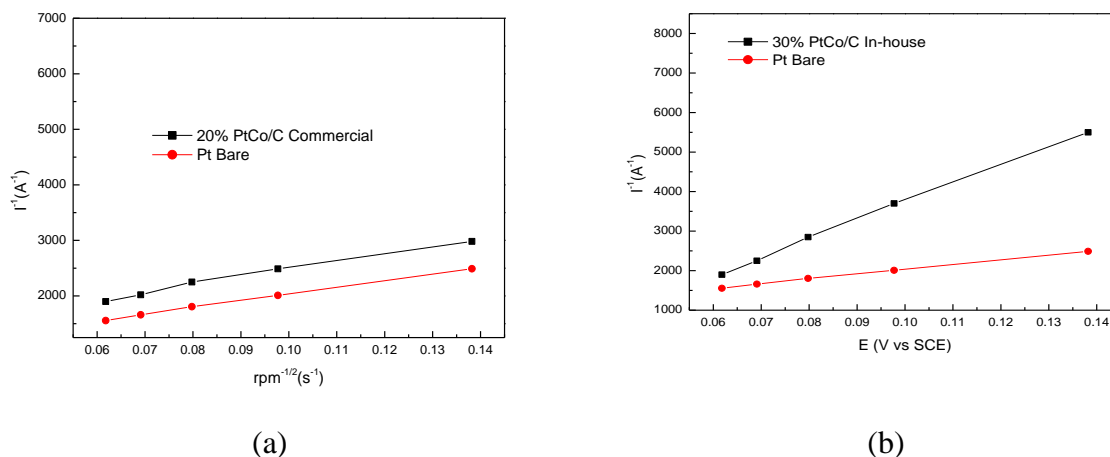 7000
6000
5000
4000
3000
2000
I⁻¹(A⁻¹)
20% PtCo/C Commercial
Pt Bare
0.06 0.07 0.08 0.09 0.10 0.11 0.12 0.13 0.14
rpm⁻¹/²(s⁻¹)
(a)
8000
7000
6000
5000
4000
3000
2000
1000
I⁻¹(A⁻¹)
30% PtCo/C In-house
Pt Bare
0.06 0.07 0.08 0.09 0.10 0.11 0.12 0.13 0.14
E (V vs SCE)
(b)